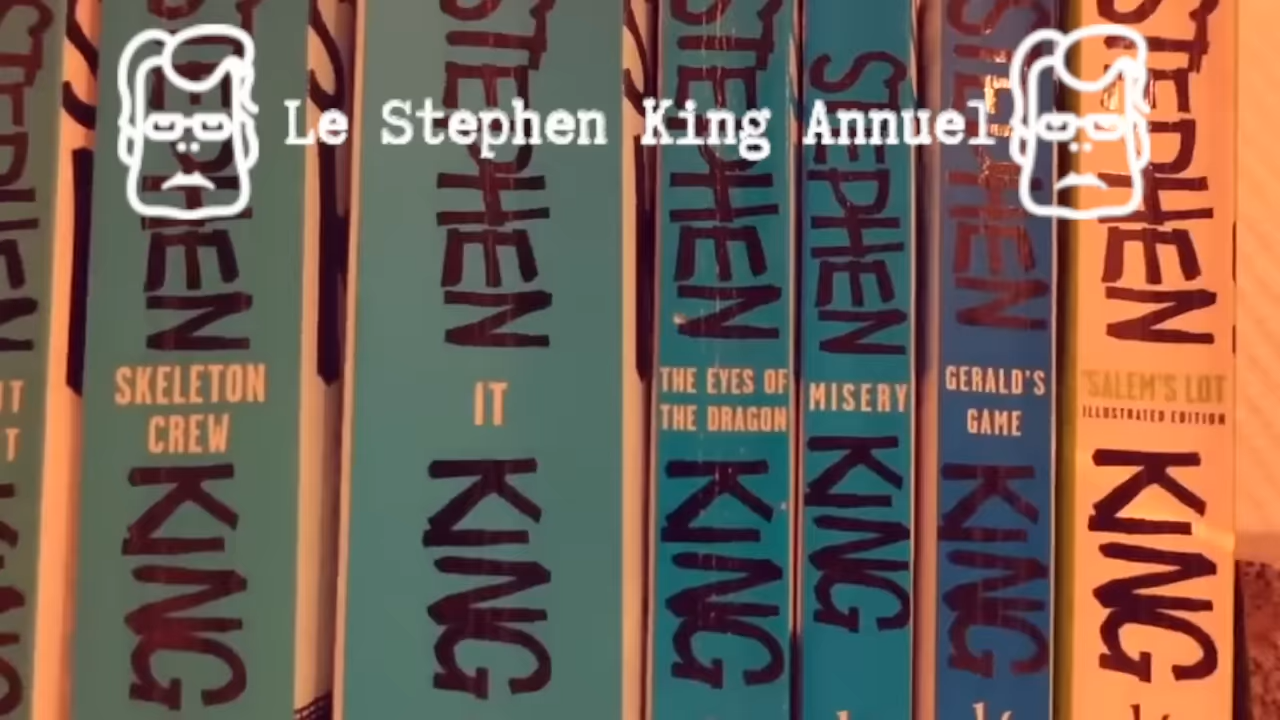 Le Stephen King Annuel
STEPHEN
SKELETON
CREW
KING
STEPHEN
IT
KING
STEPHEN
THE EYES OF
THE DRAGON
KING
STEPHEN
MISERY
KING
STEPHEN
GERALD'S
GAME
KING
STEPHEN
'SALEM'S LOT
ILLUSTRATED EDITION
KING